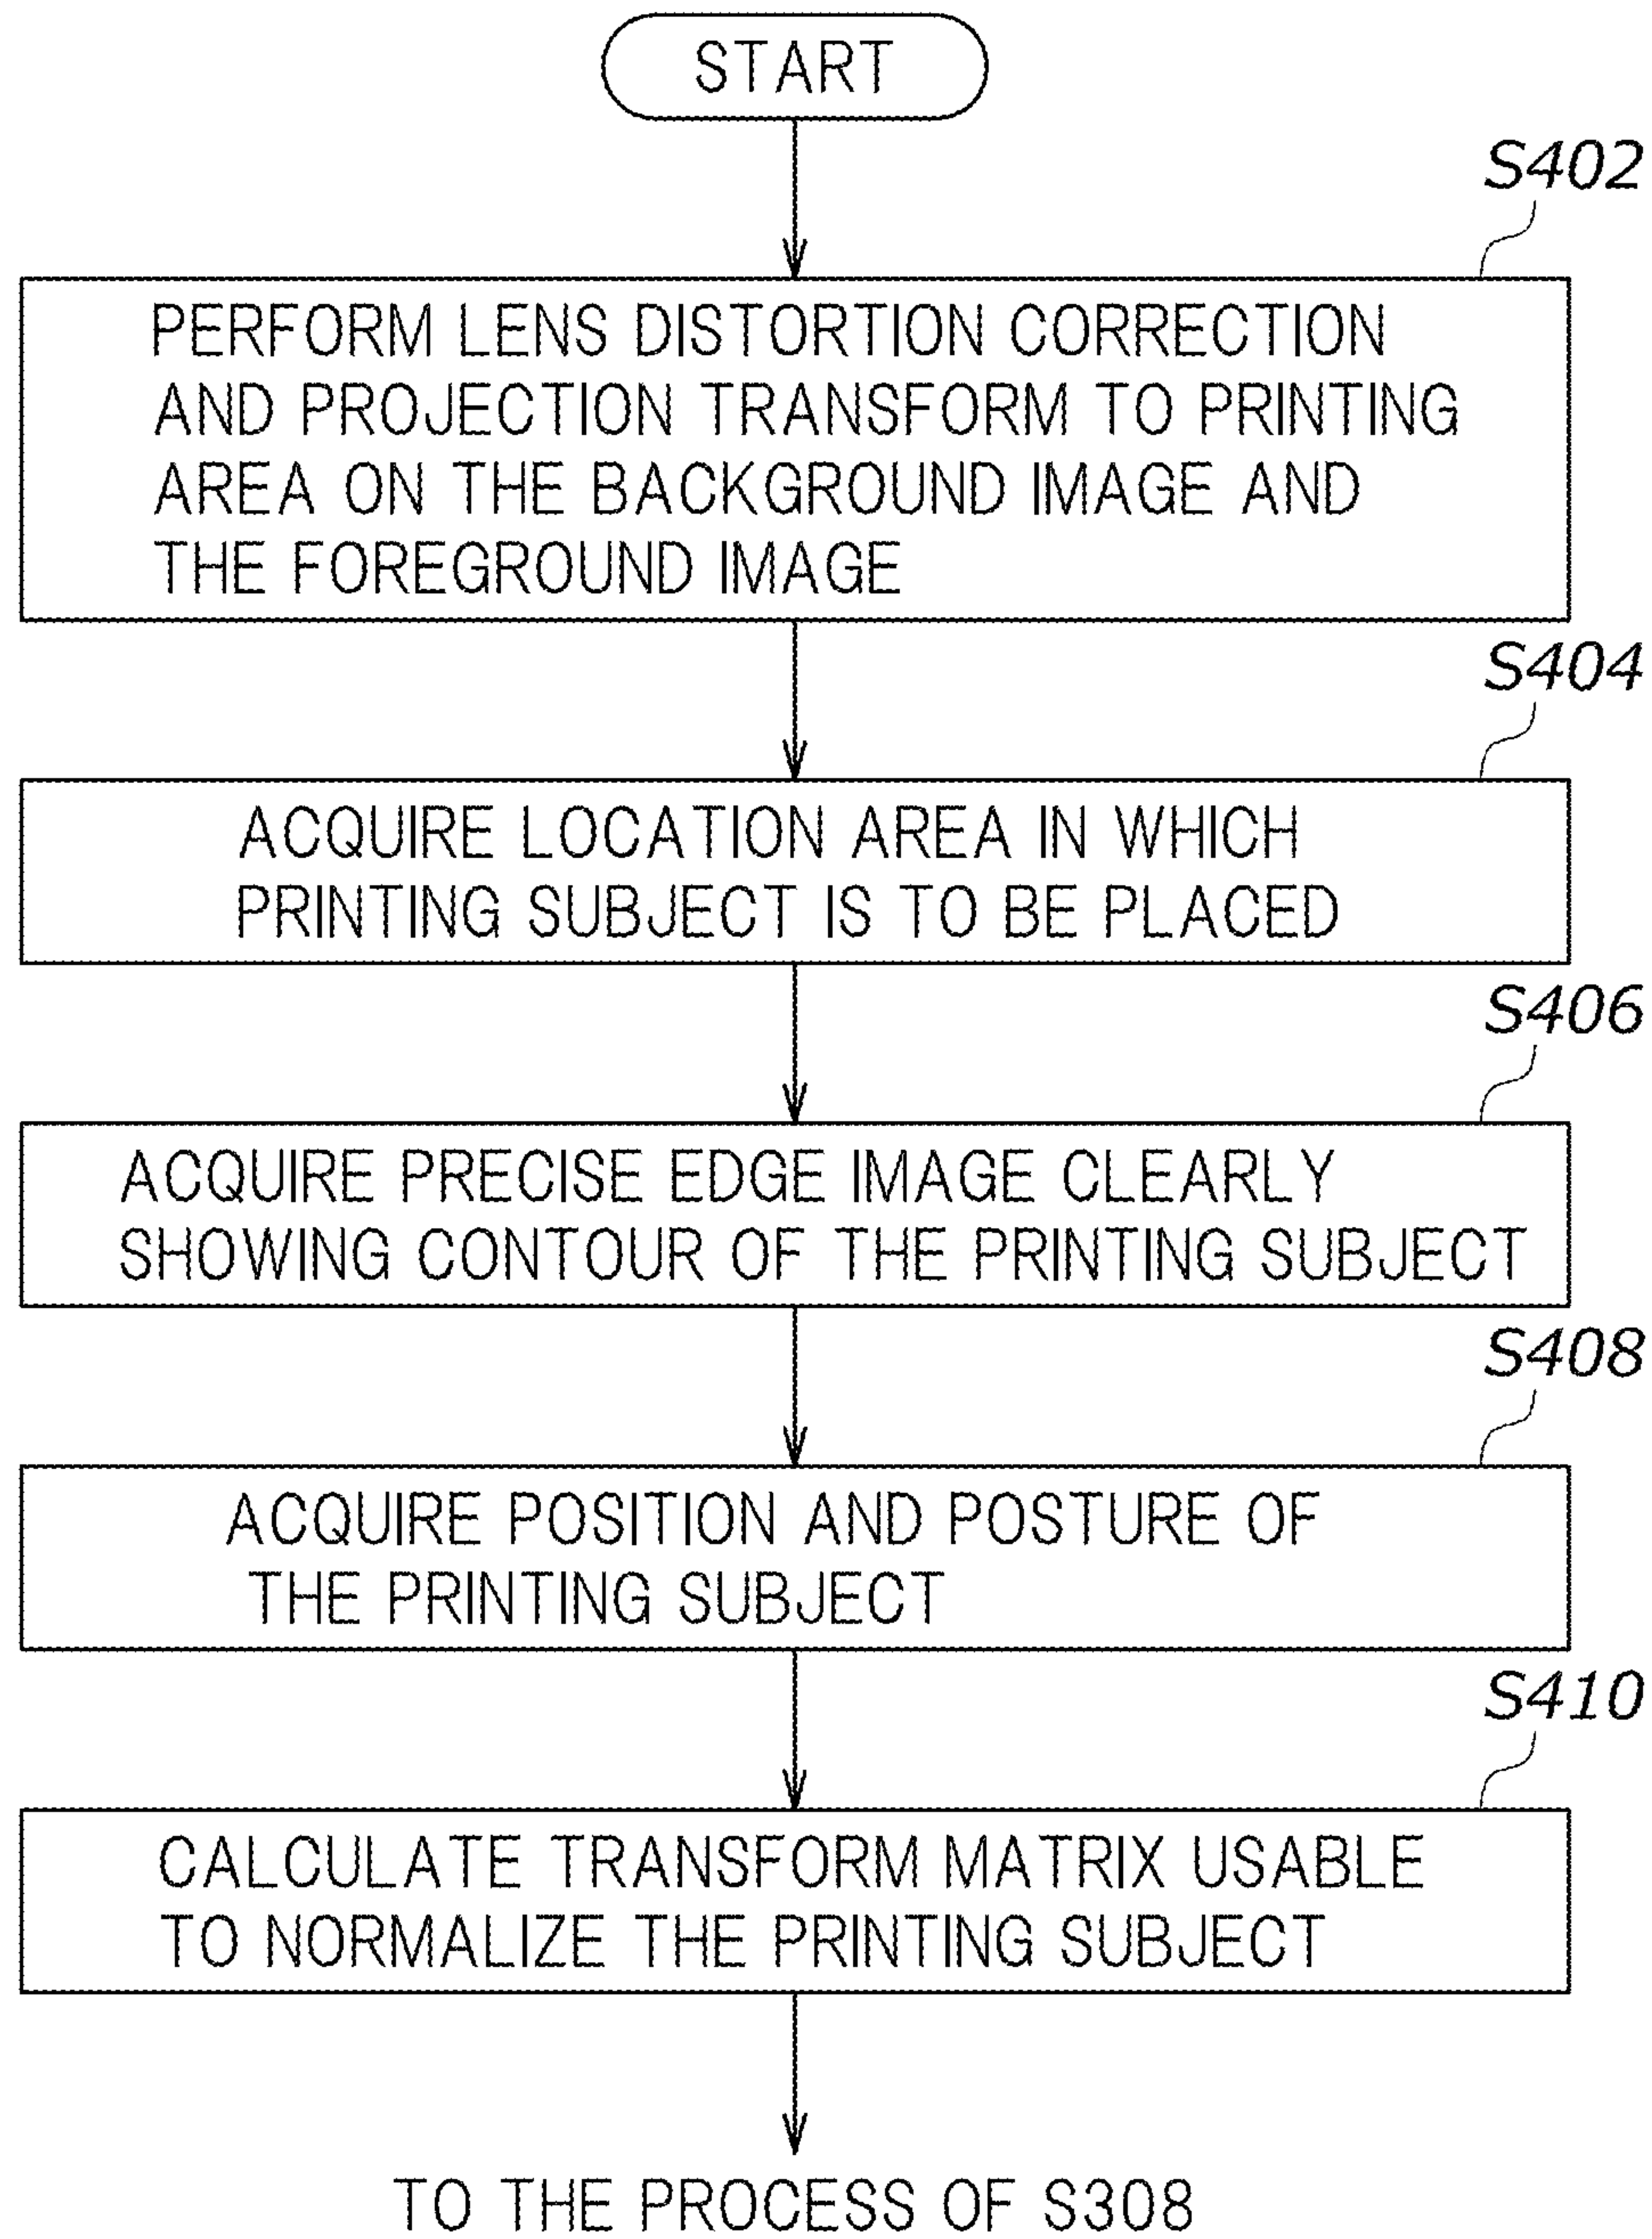 START
S402
PERFORM LENS DISTORTION CORRECTION
AND PROJECTION TRANSFORM TO PRINTING
AREA ON THE BACKGROUND IMAGE AND
THE FOREGROUND IMAGE
S404
ACQUIRE LOCATION AREA IN WHICH
PRINTING SUBJECT IS TO BE PLACED
S406
ACQUIRE PRECISE EDGE IMAGE CLEARLY
SHOWING CONTOUR OF THE PRINTING SUBJECT
S408
ACQUIRE POSITION AND POSTURE OF
THE PRINTING SUBJECT
S410
CALCULATE TRANSFORM MATRIX USABLE
TO NORMALIZE THE PRINTING SUBJECT
TO THE PROCESS OF S308